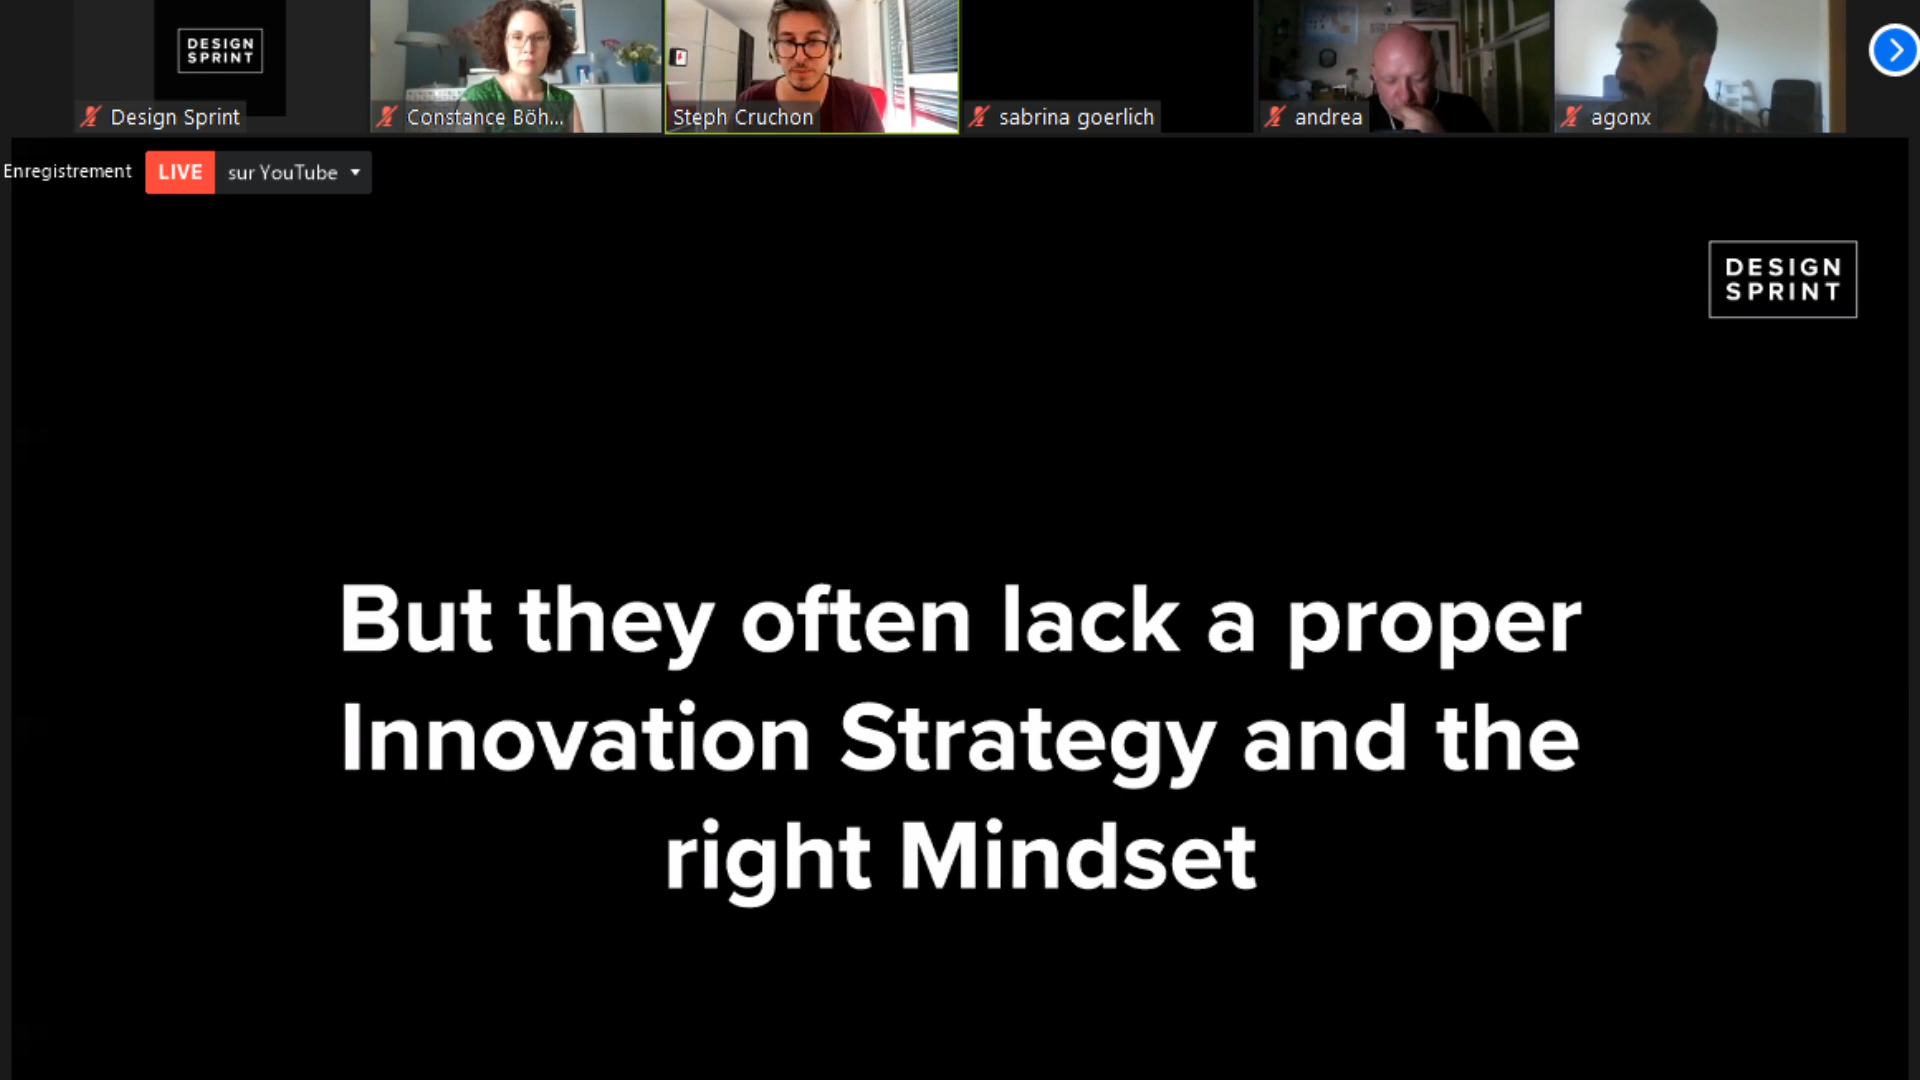 DESIGN
SPRINT
Design Sprint
Constance Böh...
Steph Cruchon
sabrina goerlich
andrea
agonx
Enregistrement
LIVE
sur YouTube
DESIGN
SPRINT
But they often lack a proper
Innovation Strategy and the
right Mindset